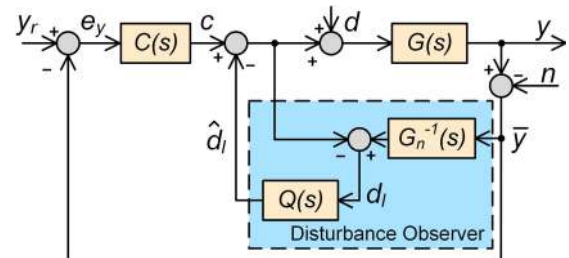 y_r + e_y C(s) c + - + + d G(s) y
- + - n
d̂_l - + G_n^{-1}(s) ȳ
Q(s) d_l
Disturbance Observer